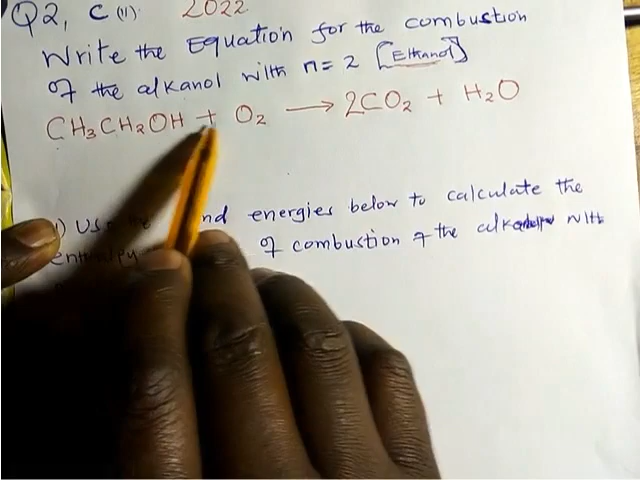 Q2, C (II) 2022
Write the Equation for the combustion
of the alkanol with n = 2 [Ethanol]
CH3CH2OH + O2 → 2CO2 + H2O
energies below to calculate the
of combustion of the with